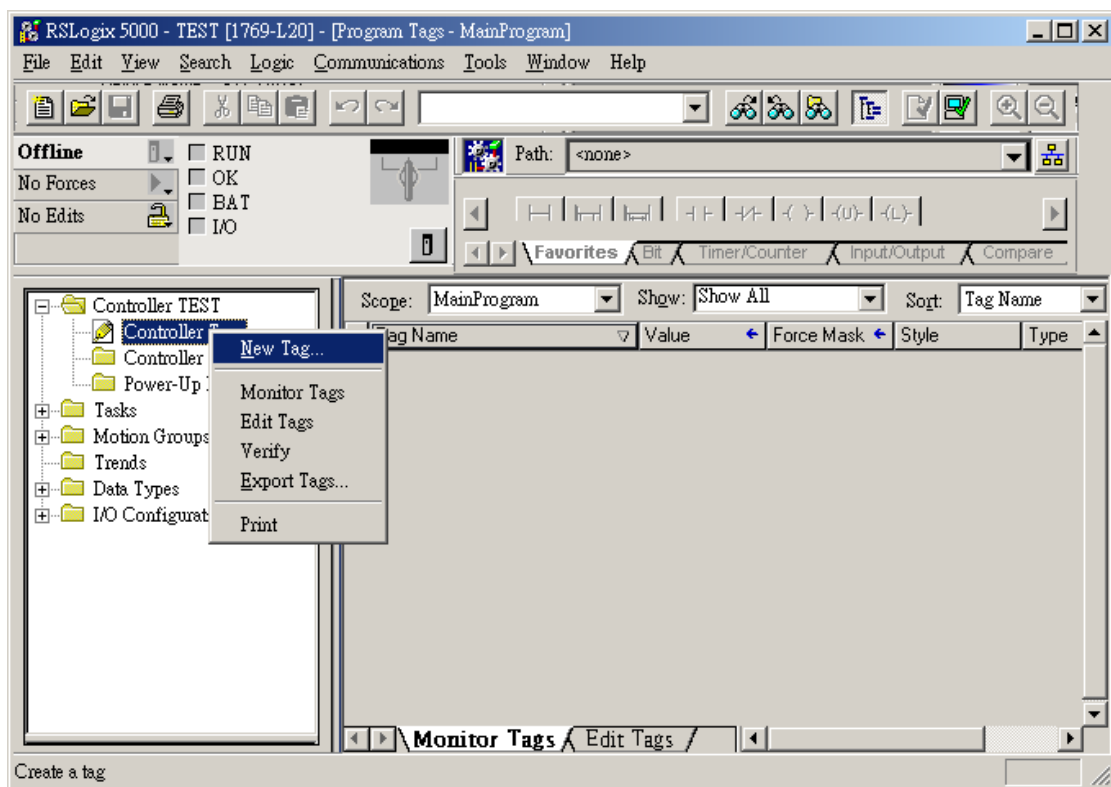 RSLogix 5000 - TEST [1769-L20] - [Program Tags - MainProgram]
File Edit View Search Logic Communications Tools Window Help
Offline RUN Path: <none>
No Forces OK
No Edits BAT
I/O
Favorites Bit Timer/Counter Input/Output Compare
Scope: MainProgram Show: Show All Sort: Tag Name
Tag Name Value Force Mask Style Type
Controller TEST
Controller
New Tag...
Controller
Power-Up
Monitor Tags
Tasks
Edit Tags
Motion Groups
Verify
Trends
Export Tags...
Data Types
I/O
Print
Monitor Tags Edit Tags
Create a tag